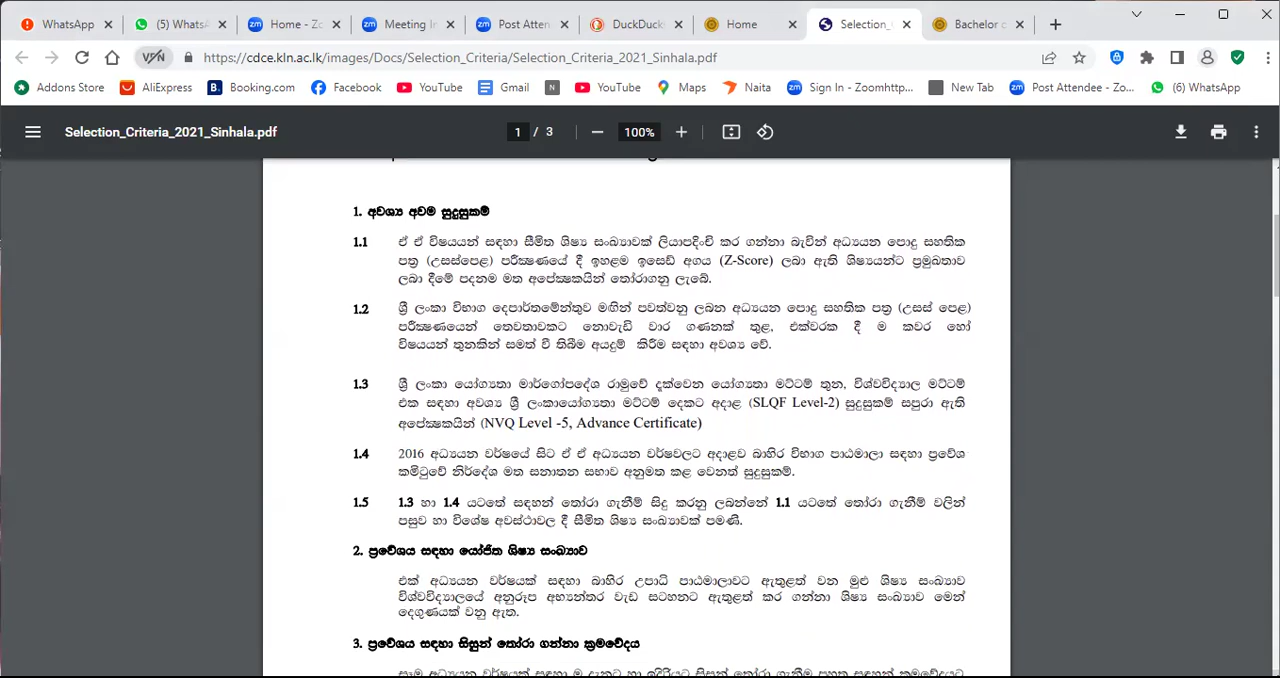 WhatsApp
(5) Whats
Home - Zo
Meeting In
Post Atten
DuckDuck
Home
Selection_
Bachelor o
VPN
https://cdce.kln.ac.lk/images/Docs/Selection_Criteria/Selection_Criteria_2021_Sinhala.pdf
Addons Store
AliExpress
Booking.com
Facebook
YouTube
Gmail
N
YouTube
Maps
Naita
Sign In - Zoomhttp...
New Tab
Post Attendee - Zo...
(6) WhatsApp
Selection_Criteria_2021_Sinhala.pdf
1 / 3
100%
1. අවශ්‍ය අවම සුදුසුකම්
1.1 ඒ ඒ විෂයයන් සඳහා සීමිත ශිෂ්‍ය සංඛ්‍යාවක් ලියාපදිංචි කර ගන්නා බැවින් අධ්‍යයන පොදු සහතික
පත්‍ර (උසස්පෙළ) පරීක්‍ෂණයේ දී ඉහළම ඉසෙඩ් අගය (Z-Score) ලබා ඇති ශිෂ්‍යයන්ට ප්‍රමුඛතාව
ලබා දීමේ පදනම මත අපේක්‍ෂකයින් තෝරාගනු ලැබේ.
1.2 ශ්‍රී ලංකා විභාග දෙපාර්තමේන්තුව මඟින් පවත්වනු ලබන අධ්‍යයන පොදු සහතික පත්‍ර (උසස් පෙළ)
පරීක්‍ෂණයෙන් තෙවතාවකට නොවැඩි වාර ගණනක් තුළ, එක්වරක දී ම කවර හෝ
විෂයයන් තුනකින් සමත් වී තිබීම අයදුම් කිරීම සඳහා අවශ්‍ය වේ.
1.3 ශ්‍රී ලංකා යෝග්‍යතා මාර්ගෝපදේශ රාමුවේ දැක්වෙන යෝග්‍යතා මට්ටම් තුන, විශ්වවිද්‍යාල මට්ටම්
එක සඳහා අවශ්‍ය ශ්‍රී ලංකායෝග්‍යතා මට්ටම් දෙකට අදාළ (SLQF Level-2) සුදුසුකම් සපුරා ඇති
අපේක්‍ෂකයින් (NVQ Level -5, Advance Certificate)
1.4 2016 අධ්‍යයන වර්ෂයේ සිට ඒ ඒ අධ්‍යයන වර්ෂවලට අදාළව බාහිර විභාග පාඨමාලා සඳහා ප්‍රවේශ
කමිටුවේ නිර්දේශ මත සනාතන සභාව අනුමත කළ වෙනත් සුදුසුකම්.
1.5 1.3 හා 1.4 යටතේ සඳහන් තෝරා ගැනීම් සිදු කරනු ලබන්නේ 1.1 යටතේ තෝරා ගැනීම් වලින්
පසුව හා විශේෂ අවස්ථාවල දී සීමිත ශිෂ්‍ය සංඛ්‍යාවක් පමණි.
2. ප්‍රවේශය සඳහා යෝජිත ශිෂ්‍ය සංඛ්‍යාව
එක් අධ්‍යයන වර්ෂයක් සඳහා බාහිර උපාධි පාඨමාලාවට ඇතුළත් වන මුළු ශිෂ්‍ය සංඛ්‍යාව
විශ්වවිද්‍යාලයේ අනුරූප අභ්‍යන්තර වැඩ සටහනට ඇතුළත් කර ගන්නා ශිෂ්‍ය සංඛ්‍යාව මෙන්
දෙගුණයක් වනු ඇත.
3. ප්‍රවේශය සඳහා සිසුන් තෝරා ගන්නා ක්‍රමවේදය